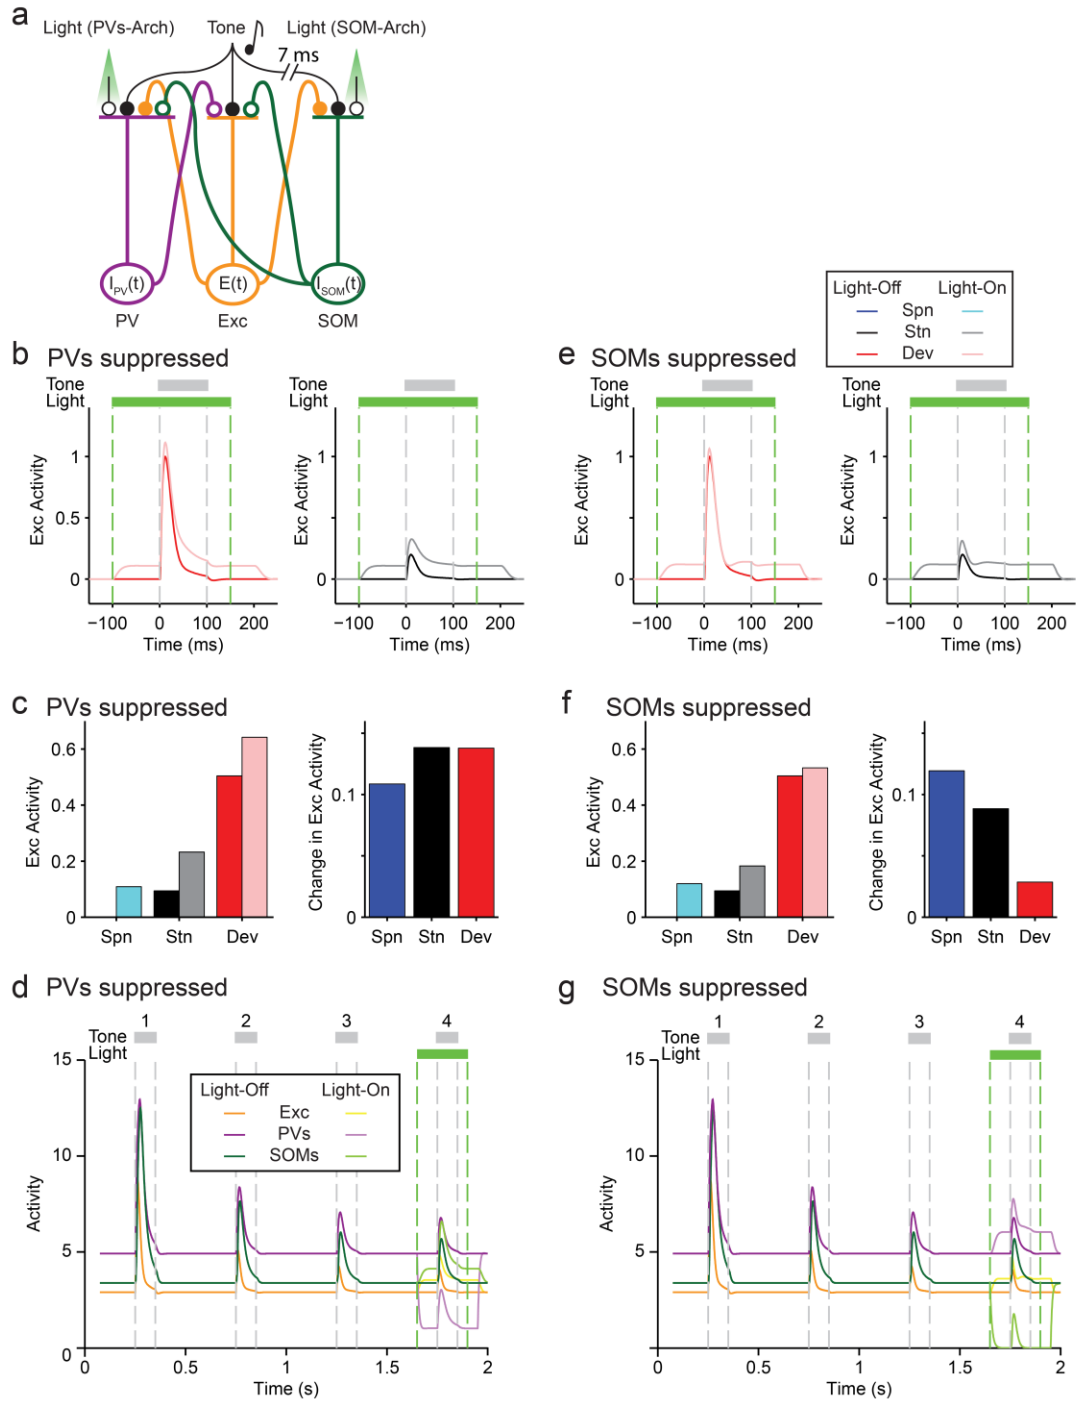 a
Light (PVs-Arch) Tone Light (SOM-Arch)
7 ms
I_PV(t) E(t) I_SOM(t)
PV Exc SOM
Light-Off Light-On
Spn
Stn
Dev
b PVs suppressed
Tone
Light
Exc Activity
1
0.5
0
−100 0 100 200
Time (ms)
Tone
Light
Exc Activity
1
0
−100 0 100 200
Time (ms)
e SOMs suppressed
Tone
Light
Exc Activity
1
0
−100 0 100 200
Time (ms)
Tone
Light
Exc Activity
1
0
−100 0 100 200
Time (ms)
c PVs suppressed
Exc Activity
0.6
0.4
0.2
0
Spn Stn Dev
Change in Exc Activity
0.1
0
Spn Stn Dev
f SOMs suppressed
Exc Activity
0.6
0.4
0.2
0
Spn Stn Dev
Change in Exc Activity
0.1
0
Spn Stn Dev
d PVs suppressed
1 2 3 4
Tone
Light
Light-Off Light-On
Exc
PVs
SOMs
Activity
15
10
5
0
0 0.5 1 1.5 2
Time (s)
g SOMs suppressed
1 2 3 4
Tone
Light
Activity
15
10
5
0 0.5 1 1.5 2
Time (s)